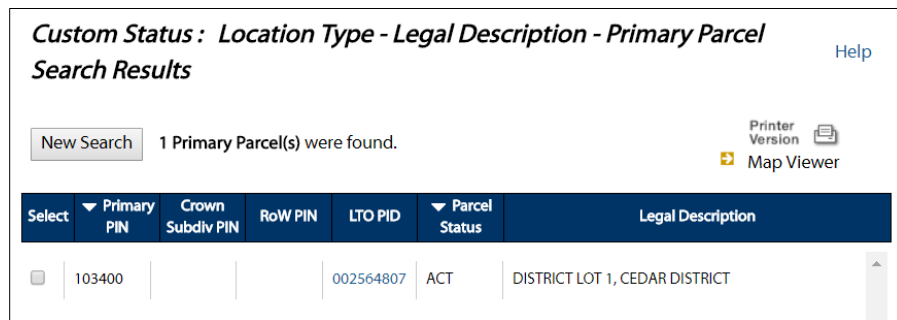 Custom Status : Location Type - Legal Description - Primary Parcel
Search Results
Help
New Search
1 Primary Parcel(s) were found.
Printer
Version
Map Viewer
Select
Primary
PIN
Crown
Subdiv PIN
RoW PIN
LTO PID
Parcel
Status
Legal Description
103400
002564807
ACT
DISTRICT LOT 1, CEDAR DISTRICT